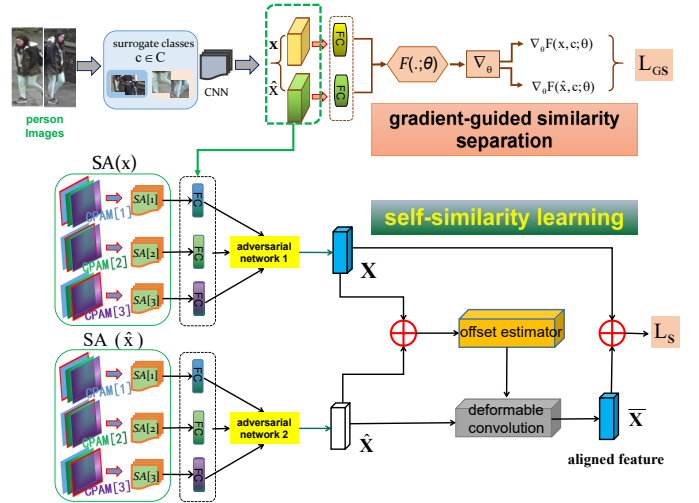 person
Images
surrogate classes
c ∈ C
CNN
x
x̂
FC
FC
F(.;θ)
∇θ
∇θF(x,c;θ)
∇θF(x̂,c;θ)
LGS
gradient-guided similarity
separation
SA(x)
CPAM[1]
SA[1]
FC
CPAM[2]
SA[2]
FC
CPAM[3]
SA[3]
FC
adversarial
network 1
X
self-similarity learning
offset estimator
LS
SA (x̂)
CPAM[1]
SA[1]
FC
CPAM[2]
SA[2]
FC
CPAM[3]
SA[3]
FC
adversarial
network 2
X̂
deformable
convolution
X̅
aligned feature